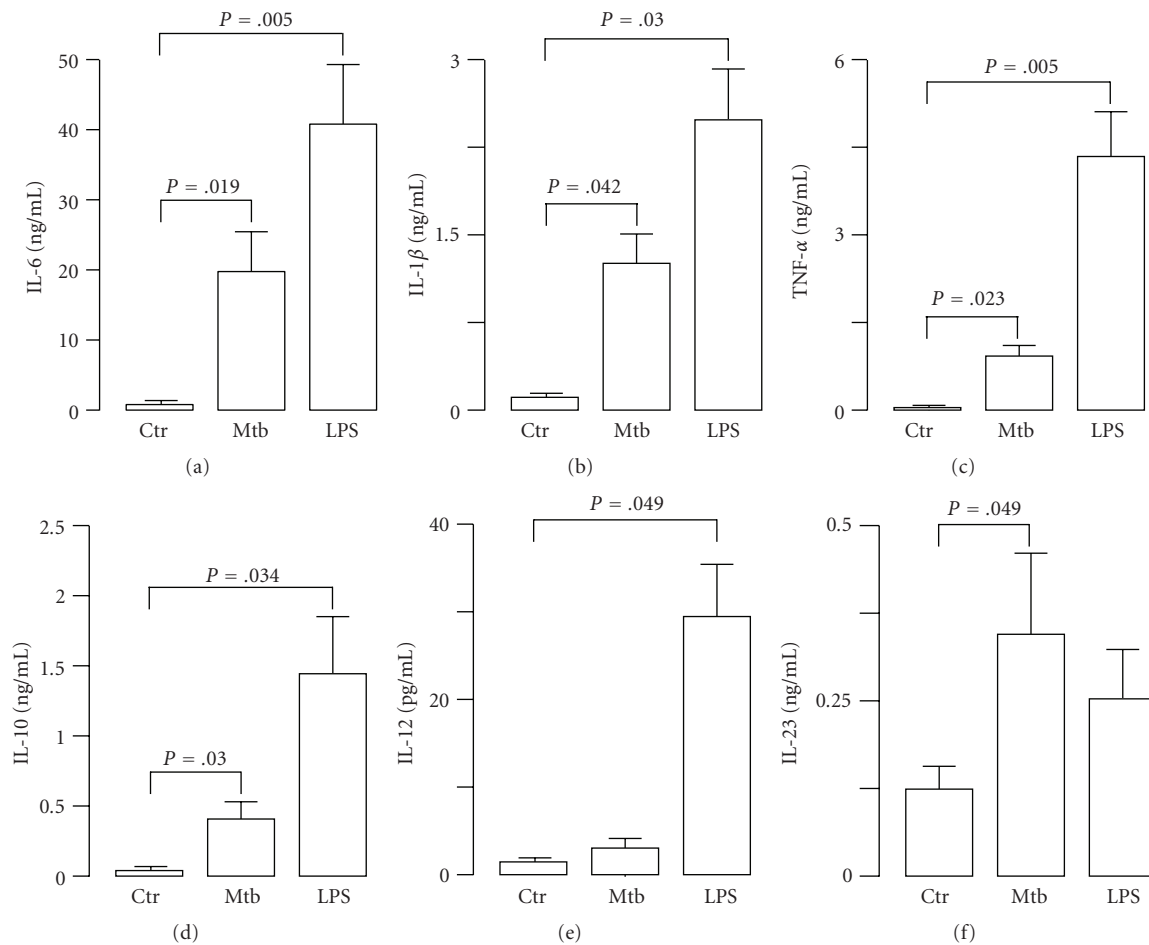 P = .005
50
40
30
20
10
0
IL-6 (ng/mL)
P = .019
Ctr Mtb LPS
(a)
P = .03
3
1.5
0
IL-1β (ng/mL)
P = .042
Ctr Mtb LPS
(b)
6
3
0
TNF-α (ng/mL)
P = .005
P = .023
Ctr Mtb LPS
(c)
2.5
2
1.5
1
0.5
0
IL-10 (ng/mL)
P = .034
P = .03
Ctr Mtb LPS
(d)
P = .049
40
20
0
IL-12 (pg/mL)
Ctr Mtb LPS
(e)
P = .049
0.5
0.25
0
IL-23 (ng/mL)
Ctr Mtb LPS
(f)